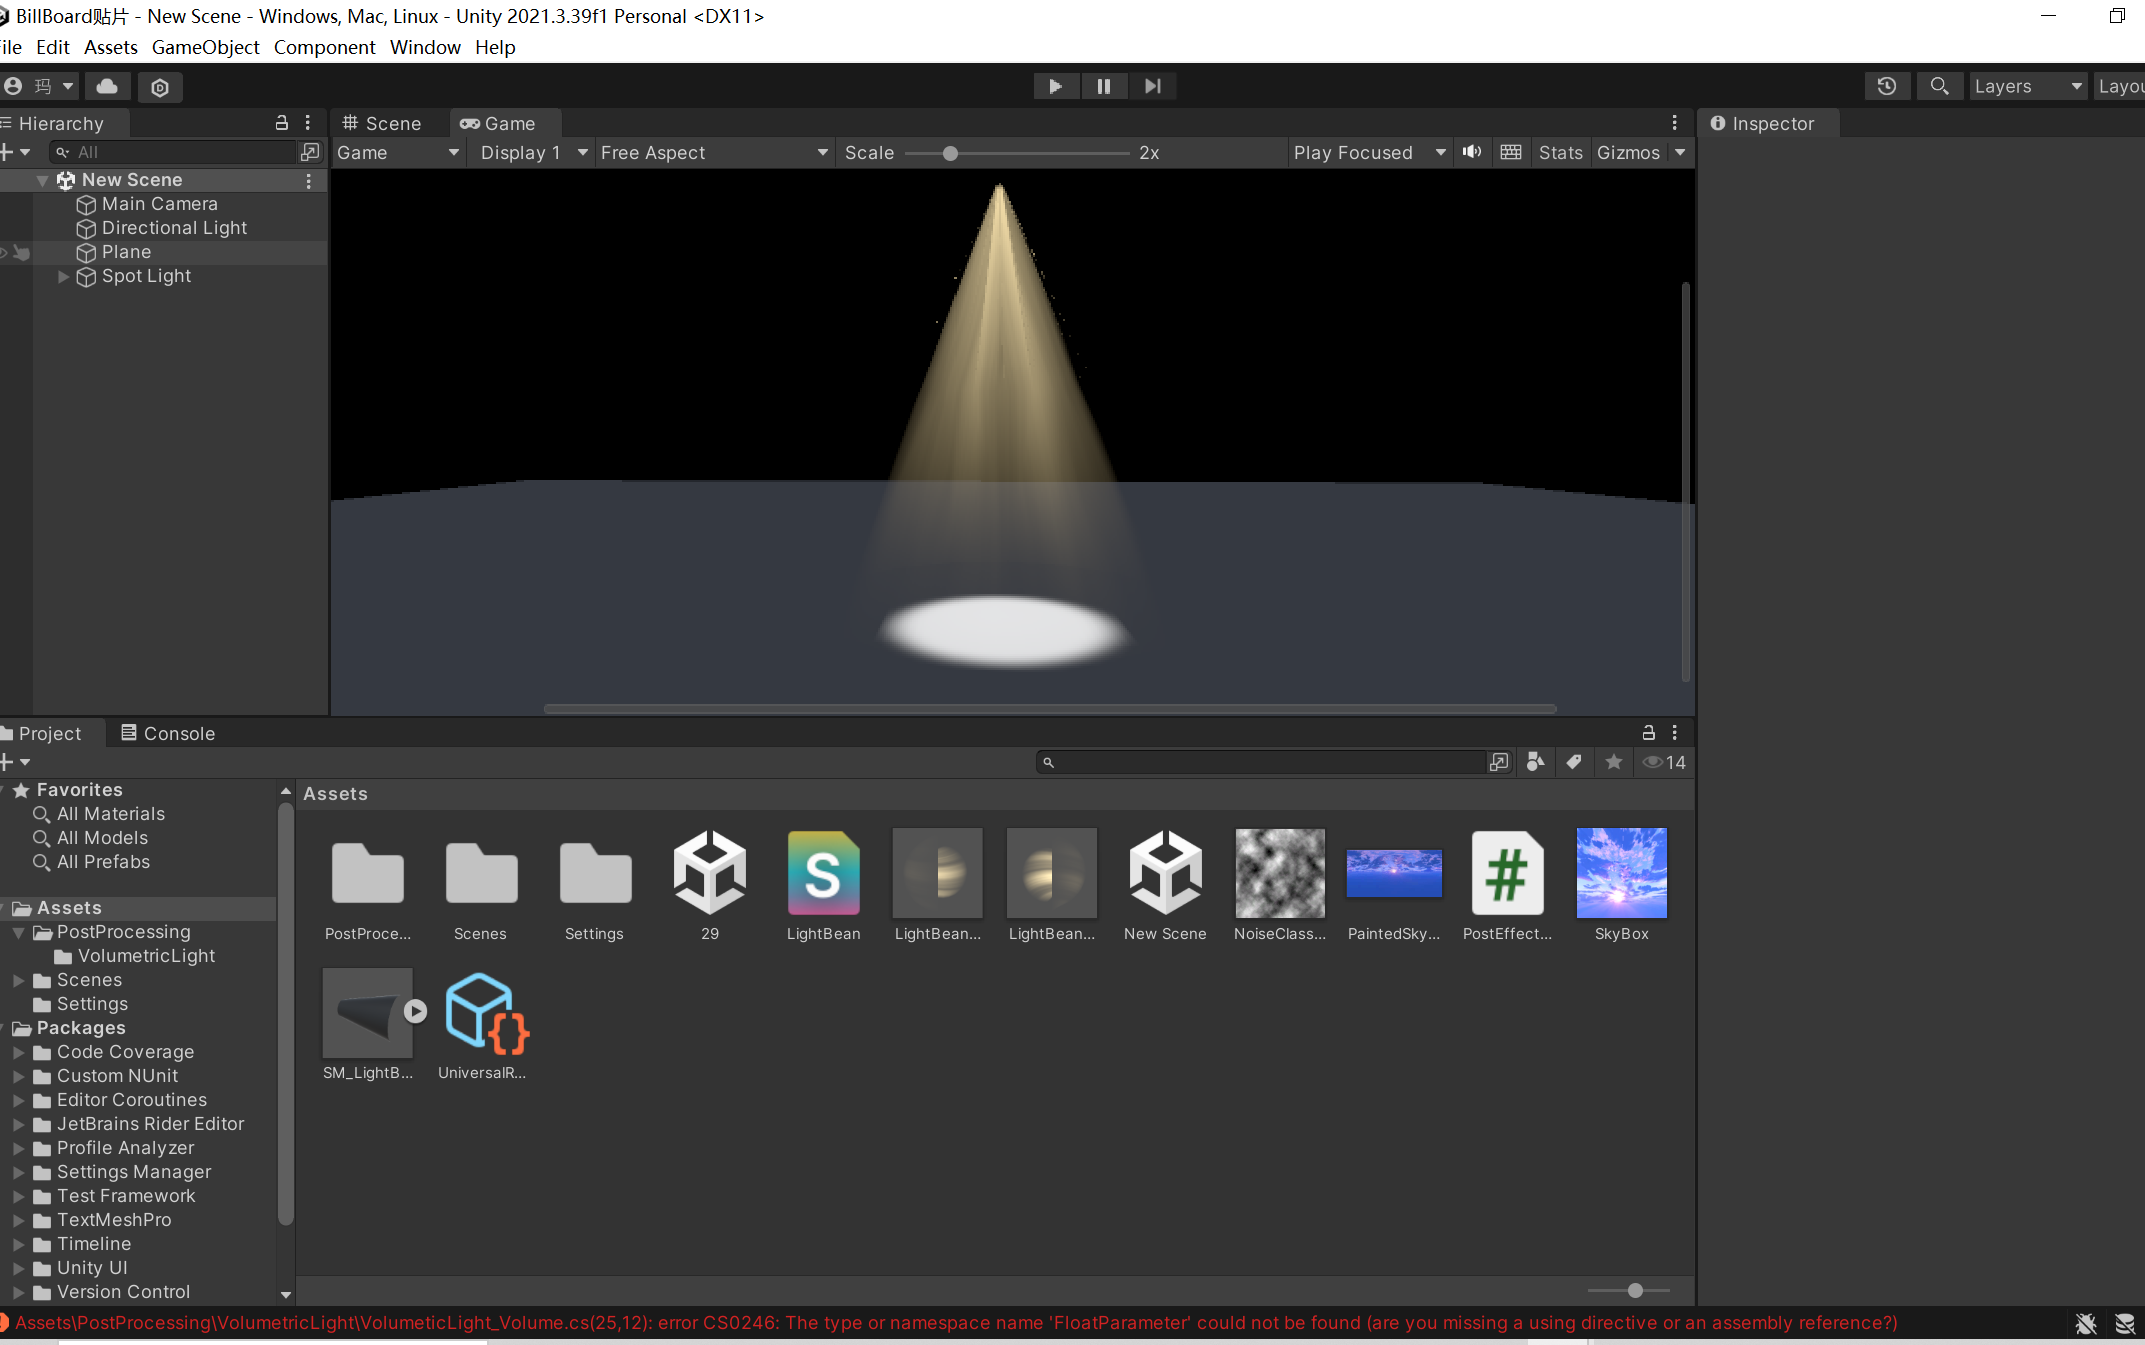 BillBoard贴片 - New Scene - Windows, Mac, Linux - Unity 2021.3.39f1 Personal <DX11>
File Edit Assets GameObject Component Window Help
玛 Layers Layou
Hierarchy
All
New Scene
Main Camera
Directional Light
Plane
Spot Light
Scene Game
Game Display 1 Free Aspect Scale 2x Play Focused Stats Gizmos
Inspector
Project Console
14
Favorites
All Materials
All Models
All Prefabs
Assets
PostProcessing
VolumetricLight
Scenes
Settings
Packages
Code Coverage
Custom NUnit
Editor Coroutines
JetBrains Rider Editor
Profile Analyzer
Settings Manager
Test Framework
TextMeshPro
Timeline
Unity UI
Version Control
Assets
PostProce... Scenes Settings 29 LightBean LightBean... LightBean... New Scene NoiseClass... PaintedSky... PostEffect... SkyBox
SM_LightB... UniversalR...
Assets\PostProcessing\VolumetricLight\VolumeticLight_Volume.cs(25,12): error CS0246: The type or namespace name 'FloatParameter' could not be found (are you missing a using directive or an assembly reference?)